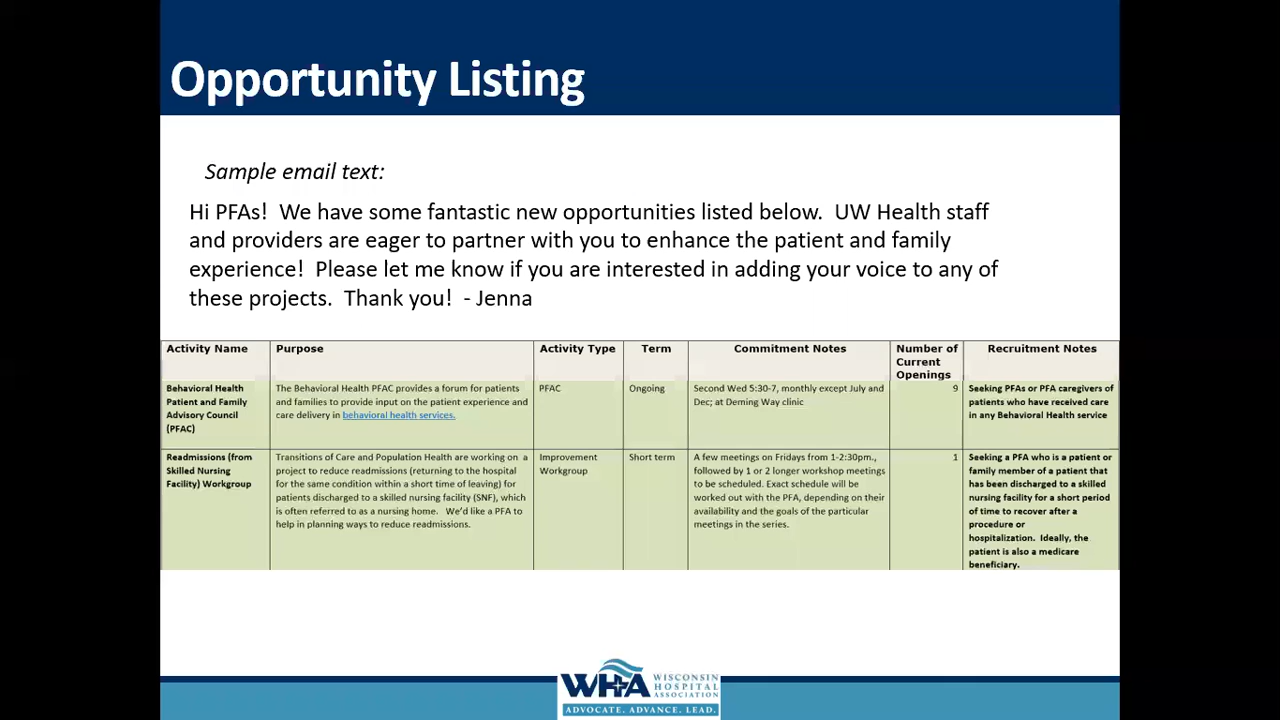 Opportunity Listing
Sample email text:
Hi PFAs!  We have some fantastic new opportunities listed below.  UW Health staff
and providers are eager to partner with you to enhance the patient and family
experience!  Please let me know if you are interested in adding your voice to any of
these projects.  Thank you!  - Jenna
Activity Name
Purpose
Activity Type
Term
Commitment Notes
Number of
Current
Openings
Recruitment Notes
Behavioral Health
Patient and Family
Advisory Council
(PFAC)
The Behavioral Health PFAC provides a forum for patients
and families to provide input on the patient experience and
care delivery in behavioral health services.
PFAC
Ongoing
Second Wed 5:30-7, monthly except July and
Dec; at Deming Way clinic
9
Seeking PFAs or PFA caregivers of
patients who have received care
in any Behavioral Health service
Readmissions (from
Skilled Nursing
Facility) Workgroup
Transitions of Care and Population Health are working on  a
project to reduce readmissions (returning to the hospital
for the same condition within a short time of leaving) for
patients discharged to a skilled nursing facility (SNF), which
is often referred to as a nursing home.  We'd like a PFA to
help in planning ways to reduce readmissions.
Improvement
Workgroup
Short term
A few meetings on Fridays from 1-2:30pm.,
followed by 1 or 2 longer workshop meetings
to be scheduled. Exact schedule will be
worked out with the PFA, depending on their
availability and the goals of the particular
meetings in the series.
1
Seeking a PFA who is a patient or
family member of a patient that
has been discharged to a skilled
nursing facility for a short period
of time to recover after a
procedure or
hospitalization.  Ideally, the
patient is also a medicare
beneficiary.
WHA
WISCONSIN
HOSPITAL
ASSOCIATION
ADVOCATE. ADVANCE. LEAD.